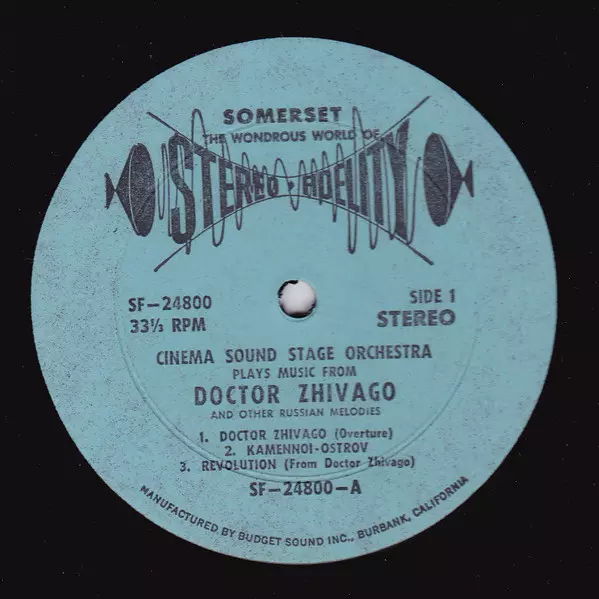 SOMERSET
THE WONDROUS WORLD OF
STEREO-FIDELITY
SF-24800
33⅓ RPM
SIDE 1
STEREO
CINEMA SOUND STAGE ORCHESTRA
PLAYS MUSIC FROM
DOCTOR ZHIVAGO
AND OTHER RUSSIAN MELODIES
1. DOCTOR ZHIVAGO (Overture)
2. KAMENNOI-OSTROV
3. REVOLUTION (From Doctor Zhivago)
SF-24800-A
MANUFACTURED BY BUDGET SOUND INC., BURBANK, CALIFORNIA